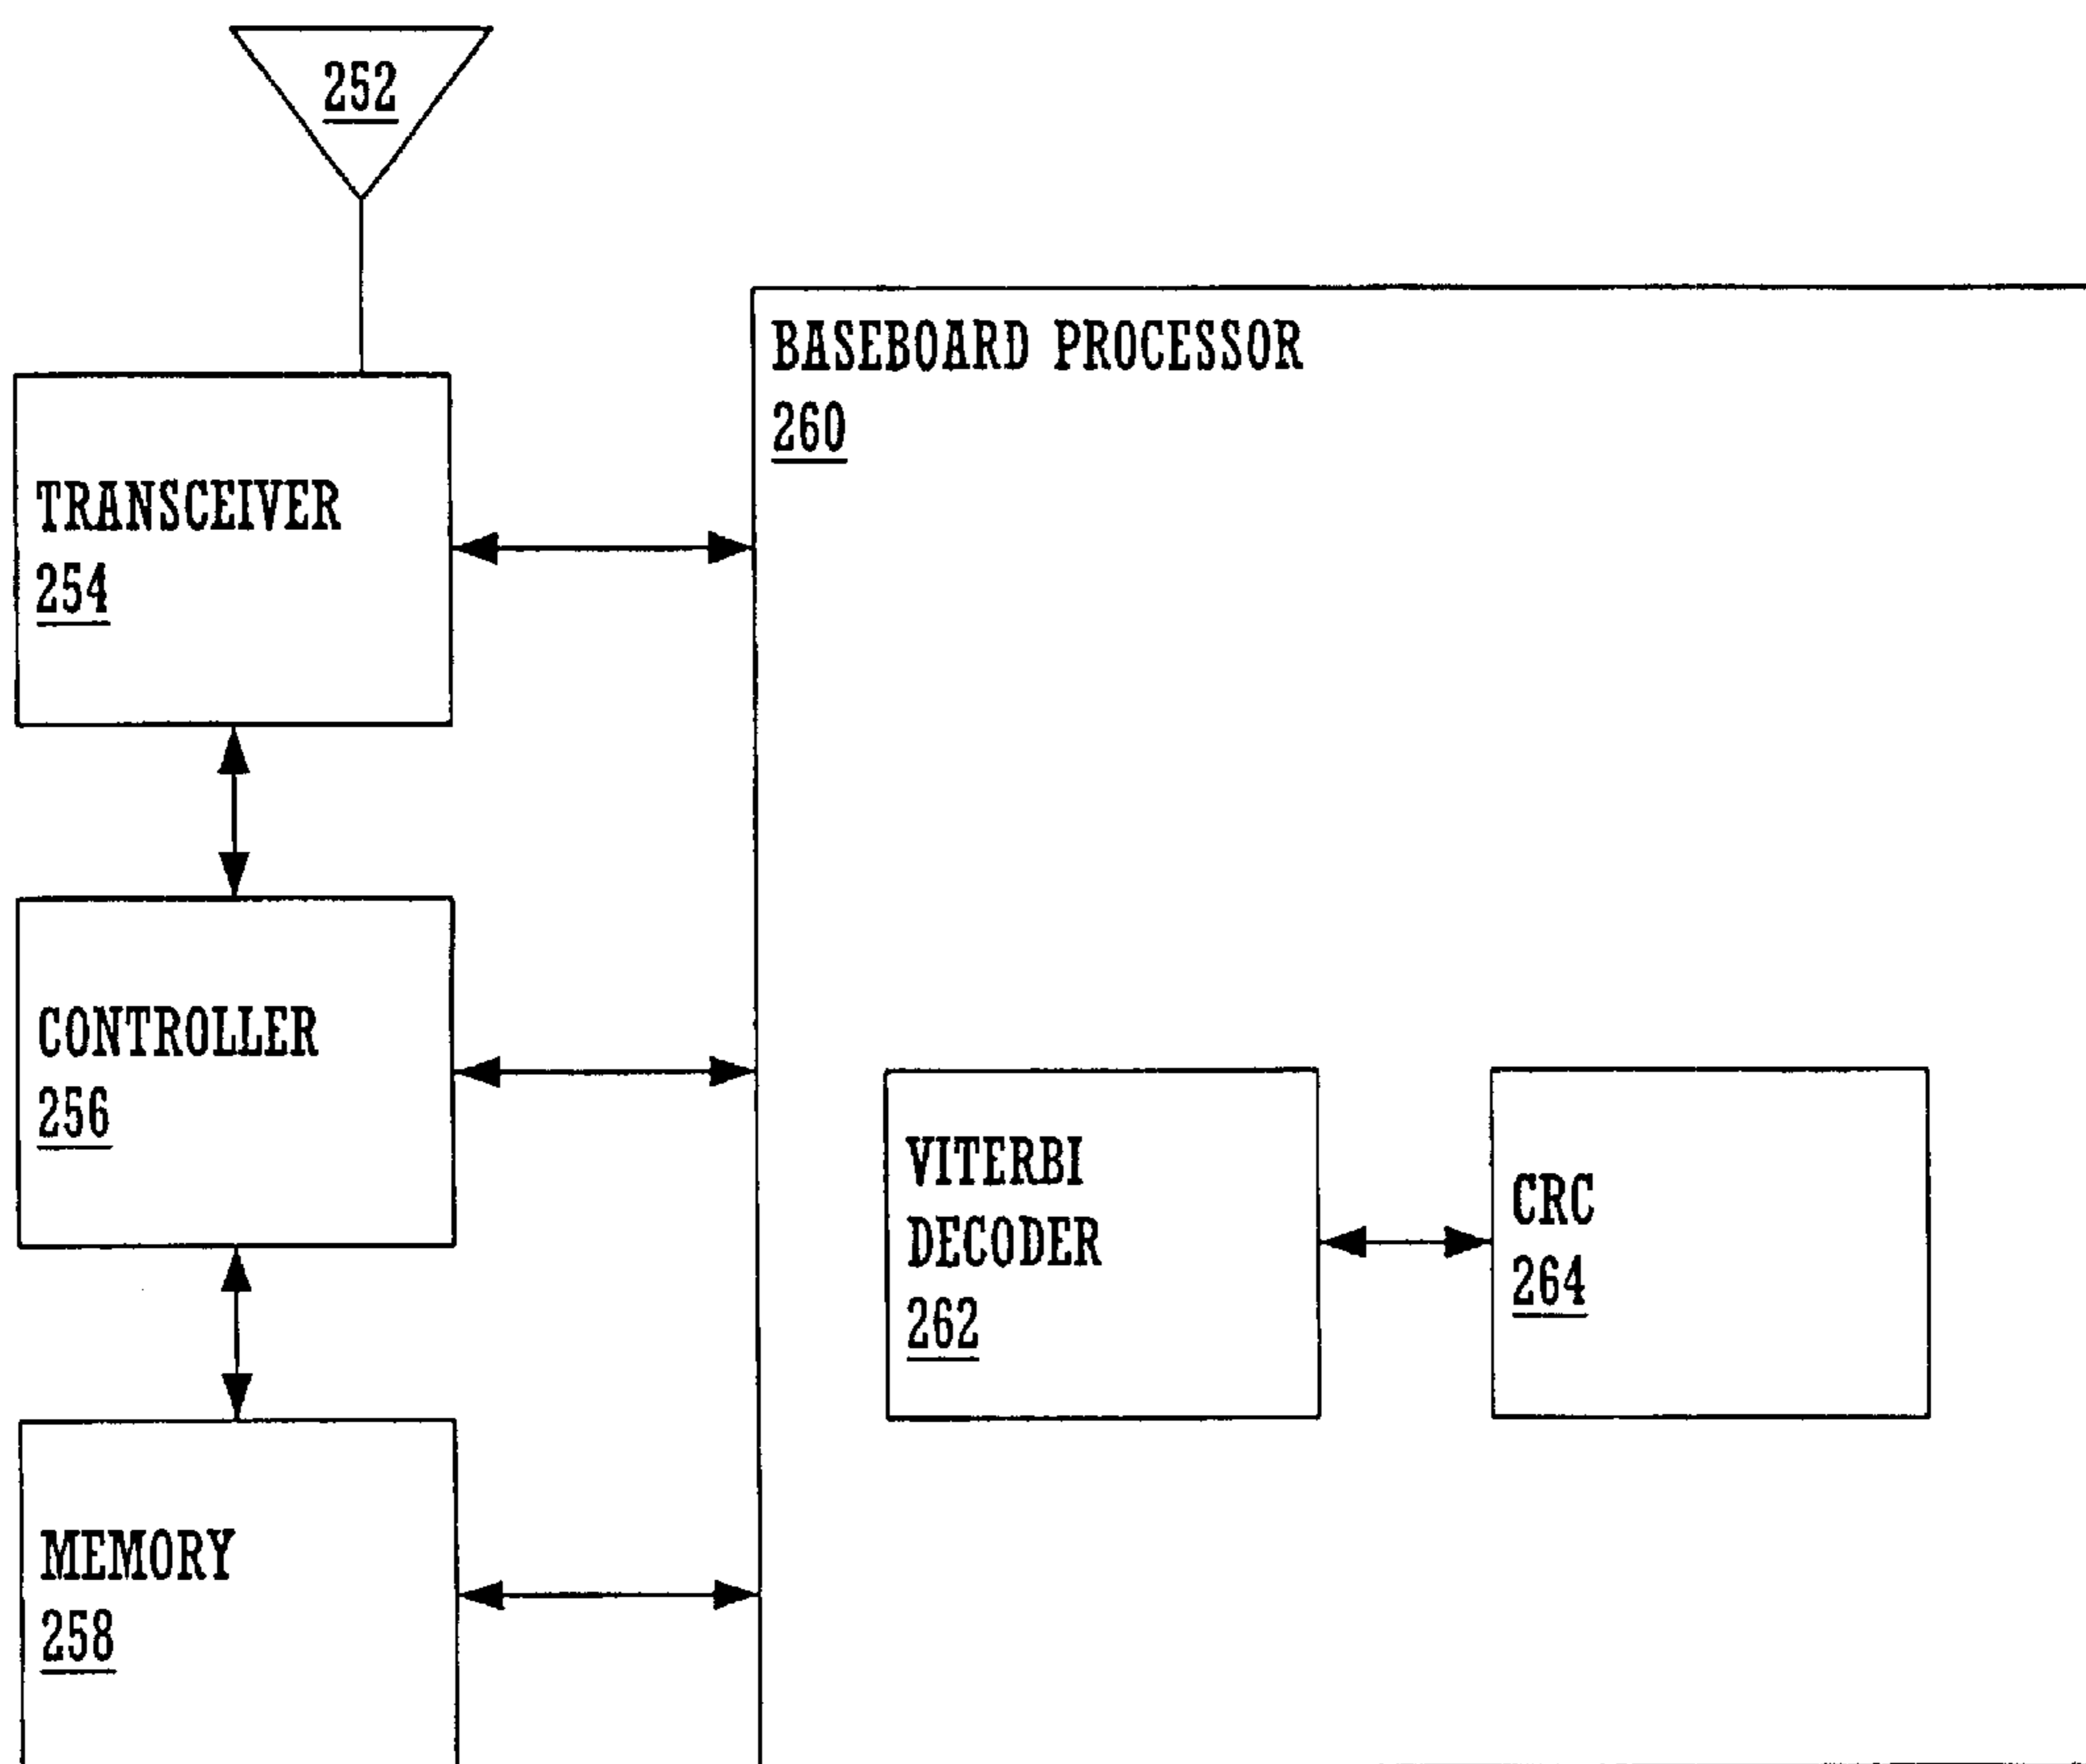 252
BASEBOARD PROCESSOR
260
TRANSCEIVER
254
CONTROLLER
256
VITERBI
DECODER
262
CRC
264
MEMORY
258